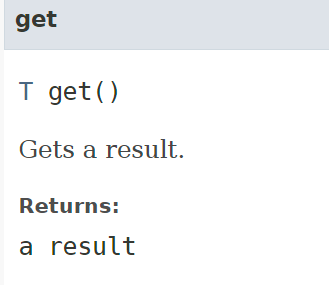 get
T get()
Gets a result.
Returns:
a result